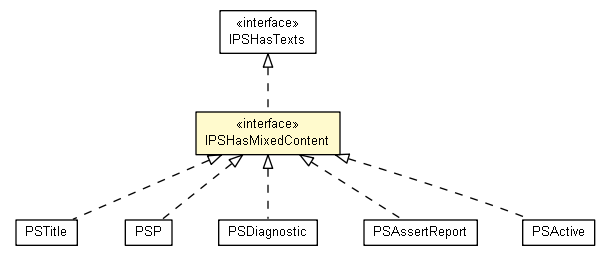 «interface»
IPSHasTexts
«interface»
IPSHasMixedContent
PSTitle
PSP
PSDiagnostic
PSAssertReport
PSActive